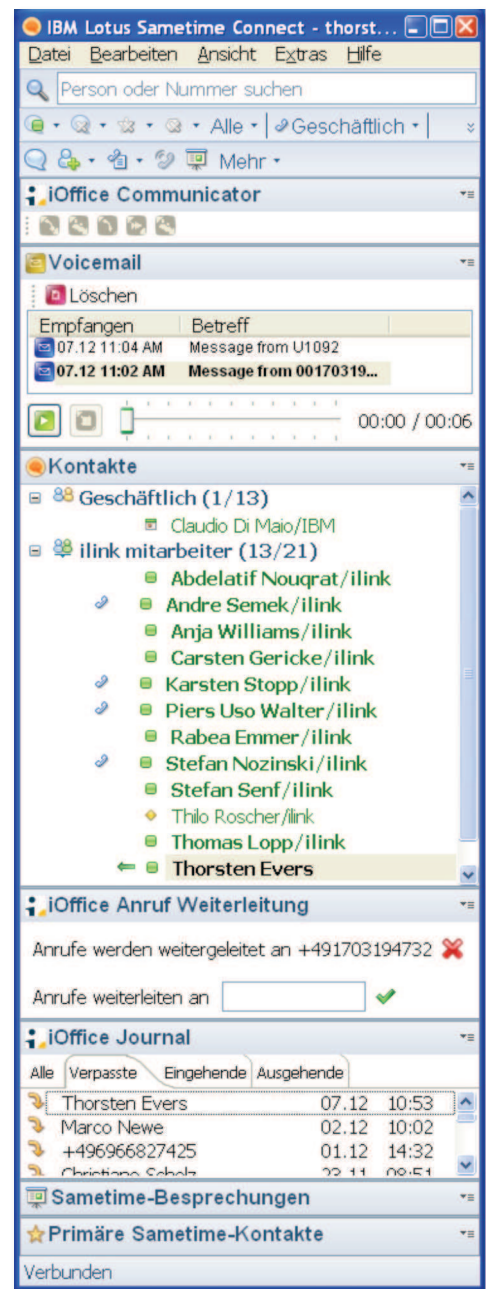 IBM Lotus Sametime Connect - thorst...
Datei Bearbeiten Ansicht Extras Hilfe
Person oder Nummer suchen
Alle Geschäftlich
Mehr
iOffice Communicator
Voicemail
Löschen
Empfangen Betreff
07.12 11:04 AM Message from U1092
07.12 11:02 AM Message from 00170319...
00:00 / 00:06
Kontakte
Geschäftlich (1/13)
Claudio Di Maio/IBM
ilink mitarbeiter (13/21)
Abdelatif Nouqrat/ilink
Andre Semek/ilink
Anja Williams/ilink
Carsten Gericke/ilink
Karsten Stopp/ilink
Piers Uso Walter/ilink
Rabea Emmer/ilink
Stefan Nozinski/ilink
Stefan Senf/ilink
Thilo Roscher/ilink
Thomas Lopp/ilink
Thorsten Evers
iOffice Anruf Weiterleitung
Anrufe werden weitergeleitet an +491703194732
Anrufe weiterleiten an
iOffice Journal
Alle Verpasste Eingehende Ausgehende
Thorsten Evers 07.12 10:53
Marco Newe 02.12 10:02
+496966827425 01.12 14:32
Sametime-Besprechungen
Primäre Sametime-Kontakte
Verbunden